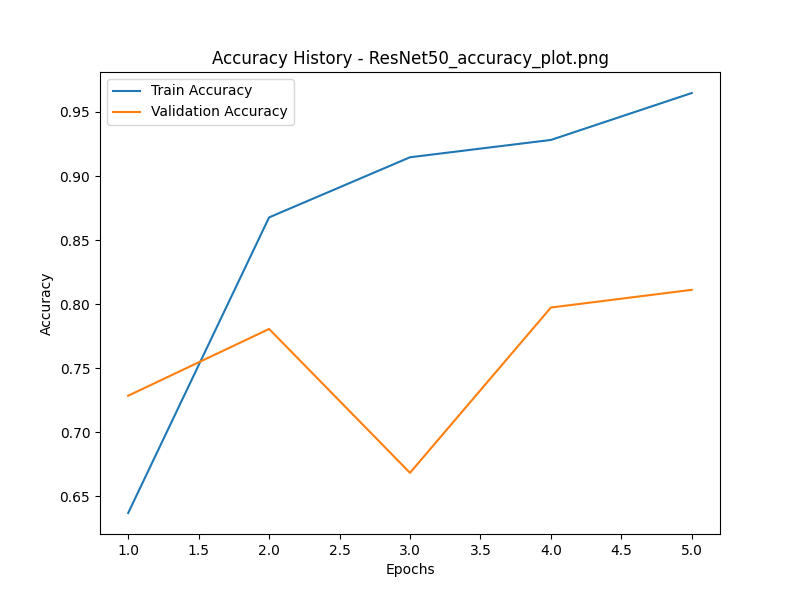 Accuracy History - ResNet50_accuracy_plot.png
Train Accuracy
Validation Accuracy
0.95
0.90
0.85
0.80
0.75
0.70
0.65
Accuracy
1.0 1.5 2.0 2.5 3.0 3.5 4.0 4.5 5.0
Epochs